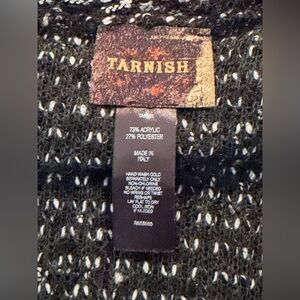 TARNISH
73% ACRYLIC
27% POLYESTER
MADE IN
ITALY
HAND WASH COLD
SEPARATELY ONLY
NON-CHLORINE
BLEACH IF NEEDED
NO WRING OR TWIST
RESHAPE
LAY FLAT TO DRY
COOL IRON
IF NEEDED